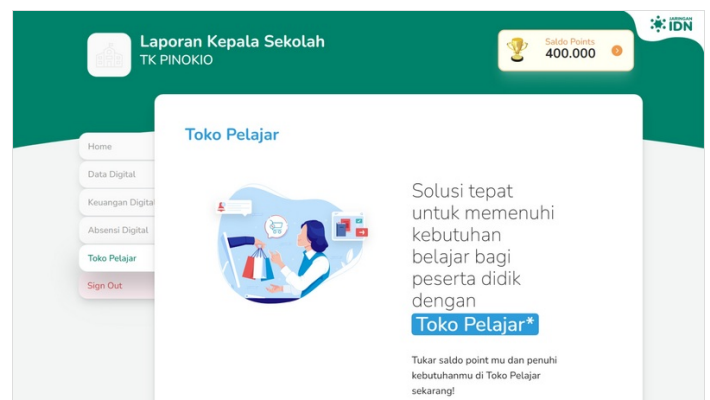 Laporan Kepala Sekolah
TK PINOKIO
Saldo Points
400.000
JARINGAN
IDN
Toko Pelajar
Home
Data Digital
Keuangan Digital
Absensi Digital
Toko Pelajar
Sign Out
Solusi tepat
untuk memenuhi
kebutuhan
belajar bagi
peserta didik
dengan
Toko Pelajar*
Tukar saldo point mu dan penuhi
kebutuhanmu di Toko Pelajar
sekarang!